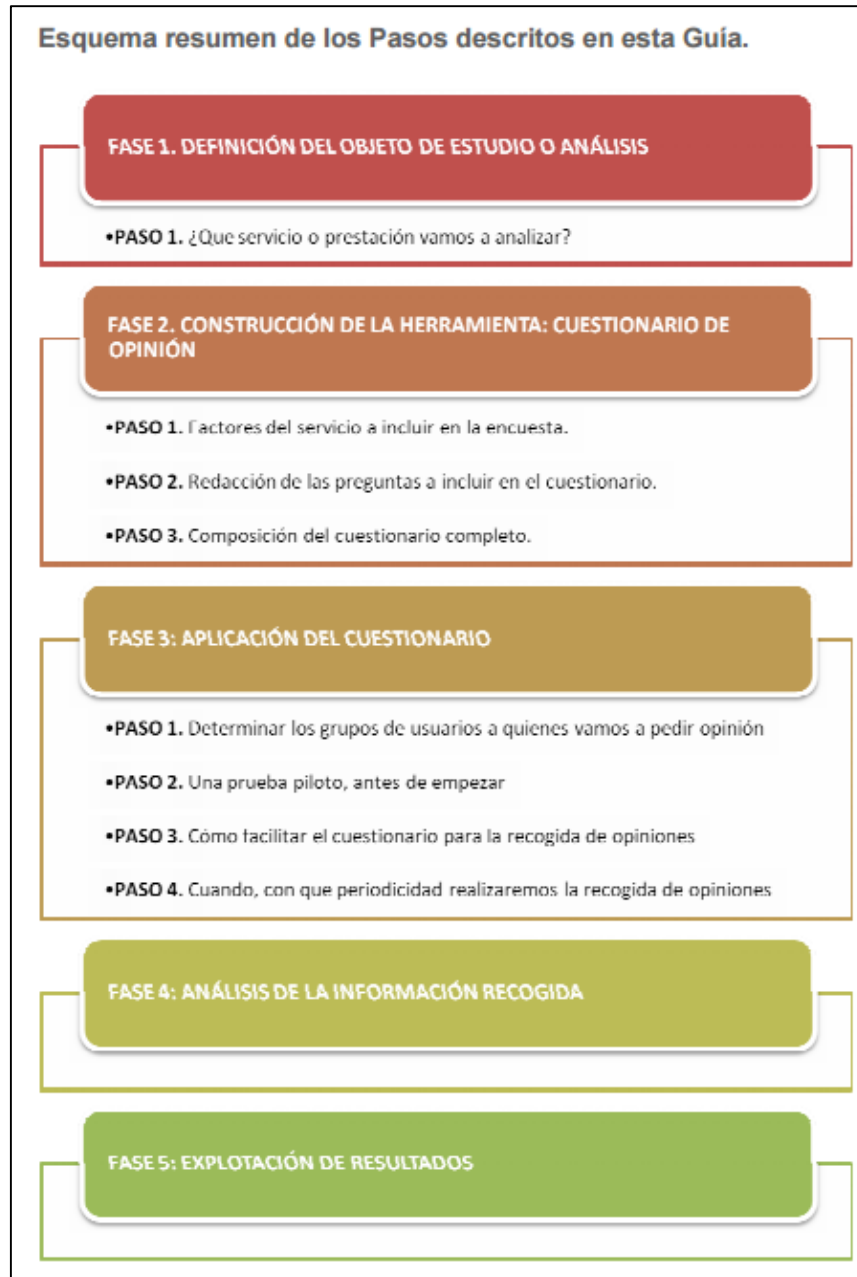 Esquema resumen de los Pasos descritos en esta Guía.
FASE 1. DEFINICIÓN DEL OBJETO DE ESTUDIO O ANÁLISIS
•PASO 1. ¿Que servicio o prestación vamos a analizar?
FASE 2. CONSTRUCCIÓN DE LA HERRAMIENTA: CUESTIONARIO DE
OPINIÓN
•PASO 1. Factores del servicio a incluir en la encuesta.
•PASO 2. Redacción de las preguntas a incluir en el cuestionario.
•PASO 3. Composición del cuestionario completo.
FASE 3: APLICACIÓN DEL CUESTIONARIO
•PASO 1. Determinar los grupos de usuarios a quienes vamos a pedir opinión
•PASO 2. Una prueba piloto, antes de empezar
•PASO 3. Cómo facilitar el cuestionario para la recogida de opiniones
•PASO 4. Cuando, con que periodicidad realizaremos la recogida de opiniones
FASE 4: ANÁLISIS DE LA INFORMACIÓN RECOGIDA
FASE 5: EXPLOTACIÓN DE RESULTADOS